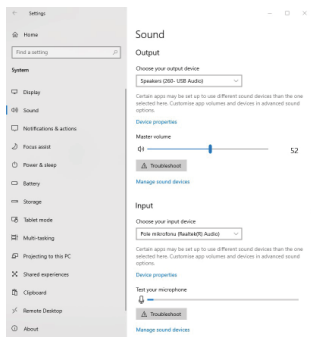 Settings
Home
Find a setting
System
Display
Sound
Notifications & actions
Focus assist
Power & sleep
Battery
Storage
Tablet mode
Multi-tasking
Projecting to this PC
Shared experiences
Clipboard
Remote Desktop
About
Sound
Output
Choose your output device
Speakers (260- USB Audio)
Certain apps may be set up to use different sound devices than the one
selected here. Customise app volumes and devices in advanced sound
options.
Device properties
Master volume
52
Troubleshoot
Manage sound devices
Input
Choose your input device
Pole mikrofonu (Realtek(R) Audio)
Certain apps may be set up to use different sound devices than the one
selected here. Customise app volumes and devices in advanced sound
options.
Device properties
Test your microphone
Troubleshoot
Manage sound devices